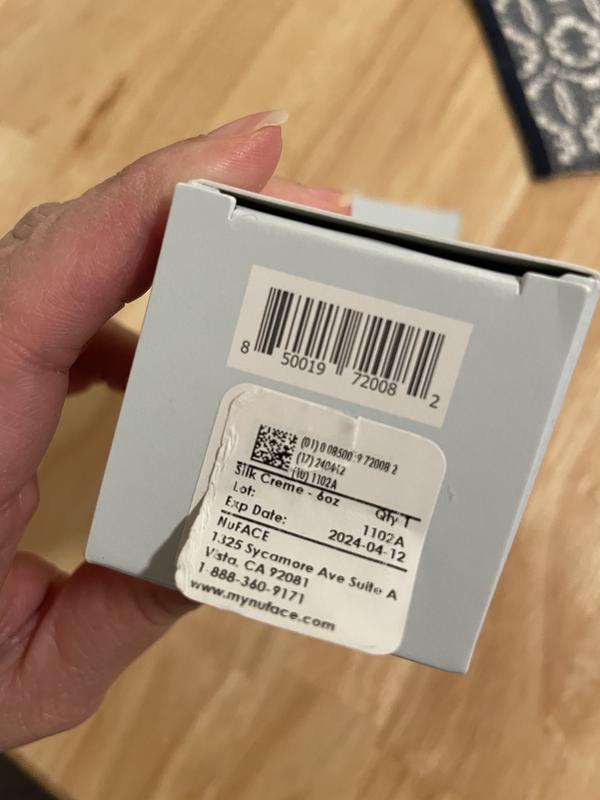 8 50019 72008 2
(01) 0 08500 9 72008 2
(17) 240412
(10) 1102A
Silk Creme - 6oz Qty 1
Lot: 1102A
Exp Date: 2024-04-12
NuFACE
1325 Sycamore Ave Suite A
Vista, CA 92081
1-888-360-9171
www.mynuface.com